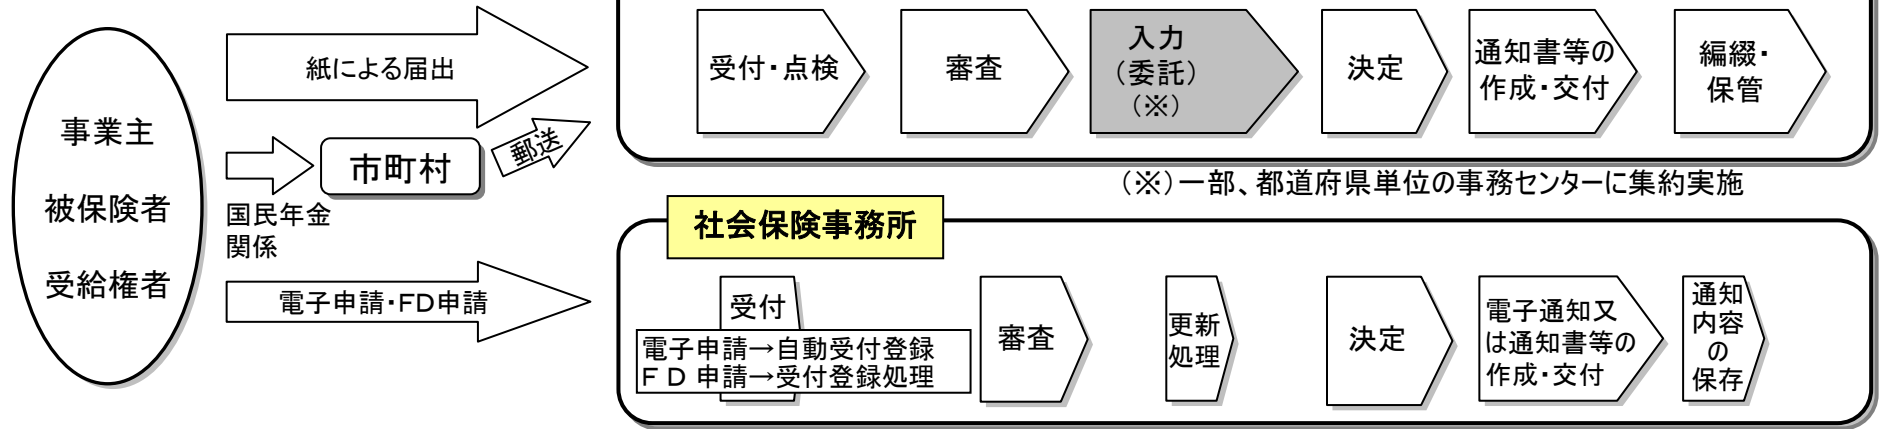 事業主
被保険者
受給権者
紙による届出
市町村
郵送
国民年金
関係
電子申請・FD申請
受付・点検
審査
入力
（委託）
（※）
決定
通知書等の
作成・交付
編綴・
保管
（※）一部、都道府県単位の事務センターに集約実施
社会保険事務所
受付
電子申請→自動受付登録
ＦＤ申請→受付登録処理
審査
更新
処理
決定
電子通知又
は通知書等の
作成・交付
通知
内容
の
保存